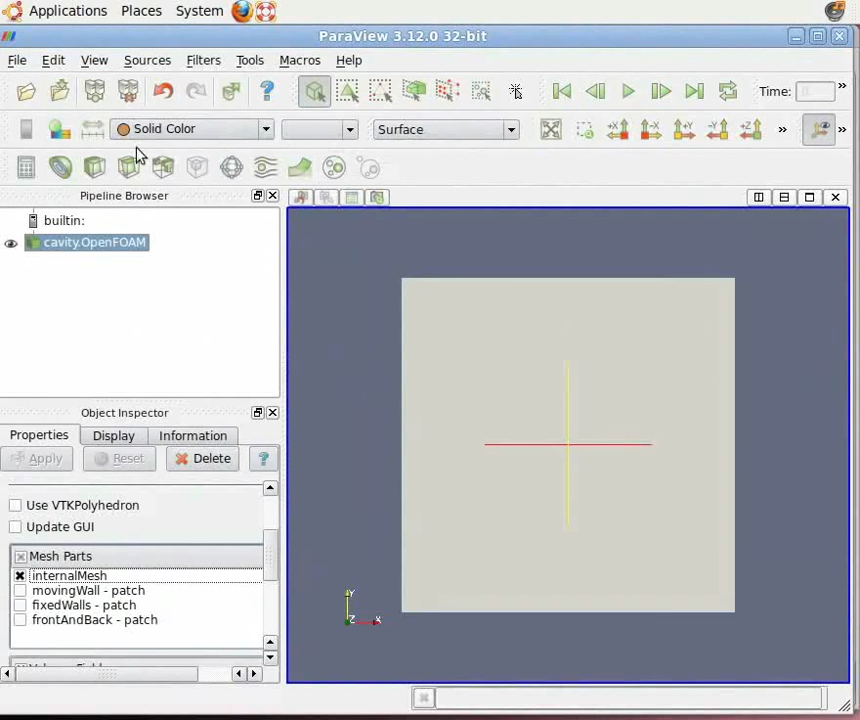 Applications Places System
ParaView 3.12.0 32-bit
File Edit View Sources Filters Tools Macros Help
Time:
Solid Color Surface
Pipeline Browser
builtin:
cavity.OpenFOAM
Object Inspector
Properties Display Information
Apply Reset Delete
Use VTKPolyhedron
Update GUI
Mesh Parts
internalMesh
movingWall - patch
fixedWalls - patch
frontAndBack - patch
Y
Z X